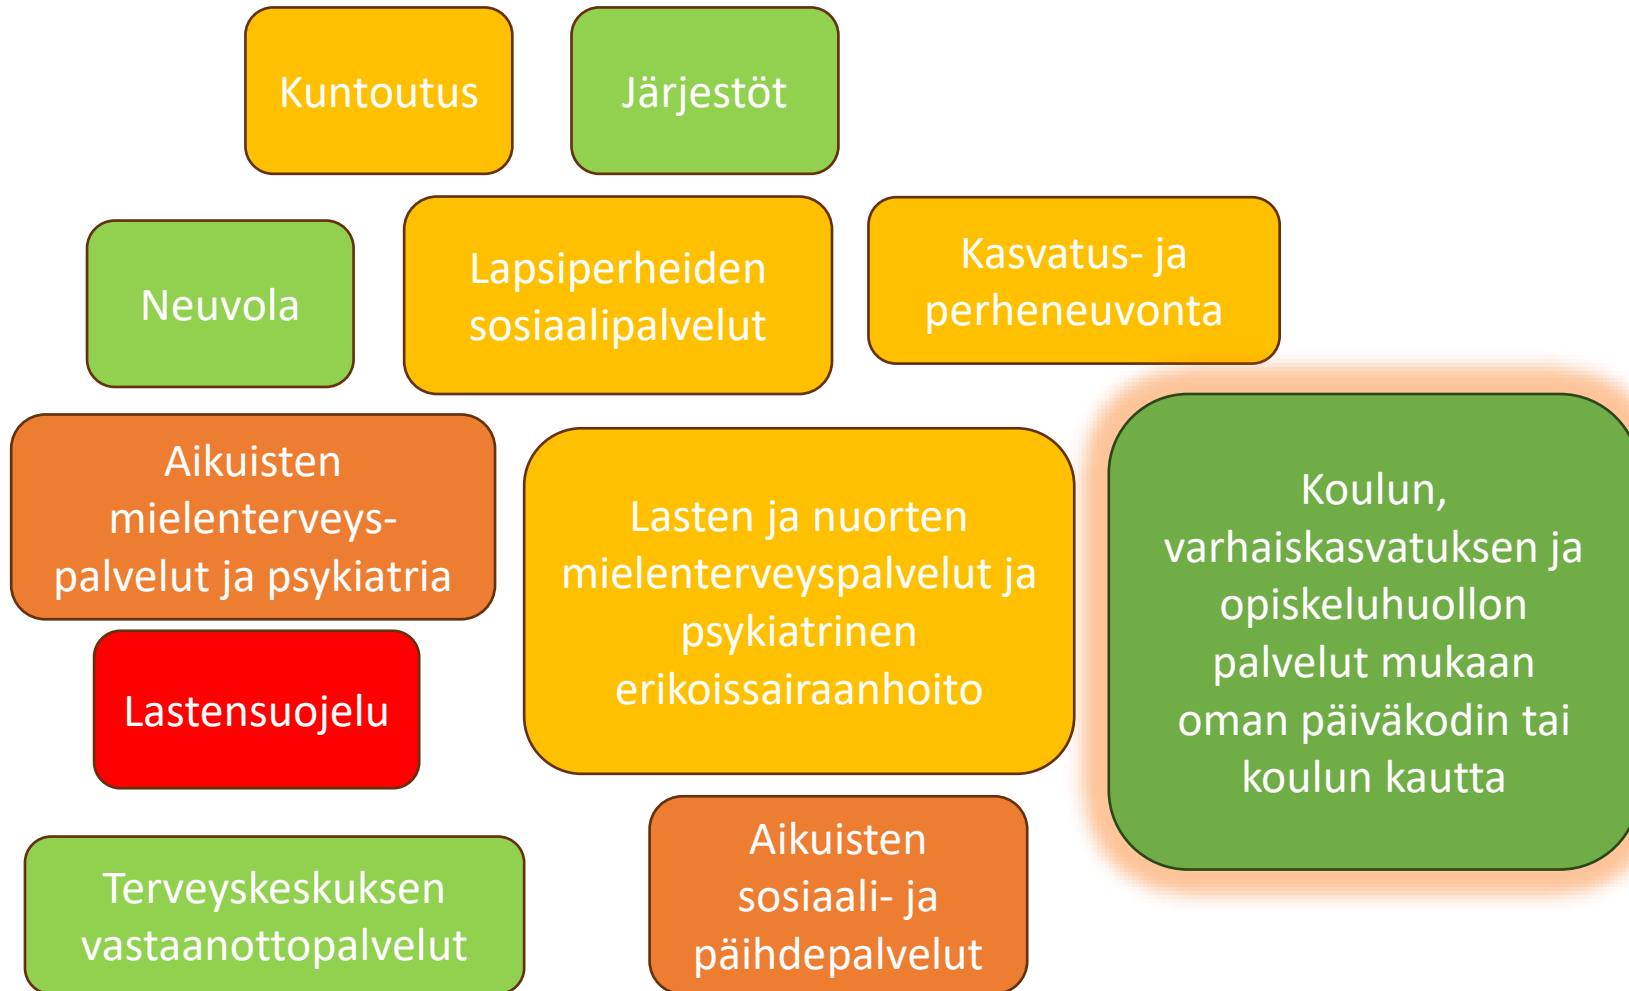 Kuntoutus
Järjestöt
Neuvola
Lapsiperheiden
sosiaalipalvelut
Kasvatus- ja
perheneuvonta
Aikuisten
mielenterveys-
palvelut ja psykiatria
Lasten ja nuorten
mielenterveyspalvelut ja
psykiatrinen
erikoissairaanhoito
Koulun,
varhaiskasvatuksen ja
opiskeluhuollon
palvelut mukaan
oman päiväkodin tai
koulun kautta
Lastensuojelu
Terveyskeskuksen
vastaanottopalvelut
Aikuisten
sosiaali- ja
päihdepalvelut